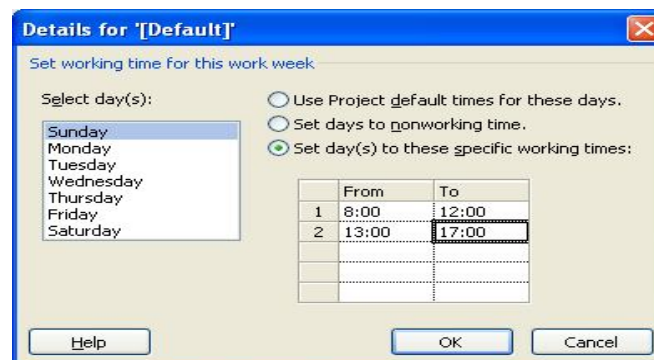 Details for '[Default]'
Set working time for this work week
Select day(s):
Sunday
Monday
Tuesday
Wednesday
Thursday
Friday
Saturday
Use Project default times for these days.
Set days to nonworking time.
Set day(s) to these specific working times:
From To
1 8:00 12:00
2 13:00 17:00
Help OK Cancel